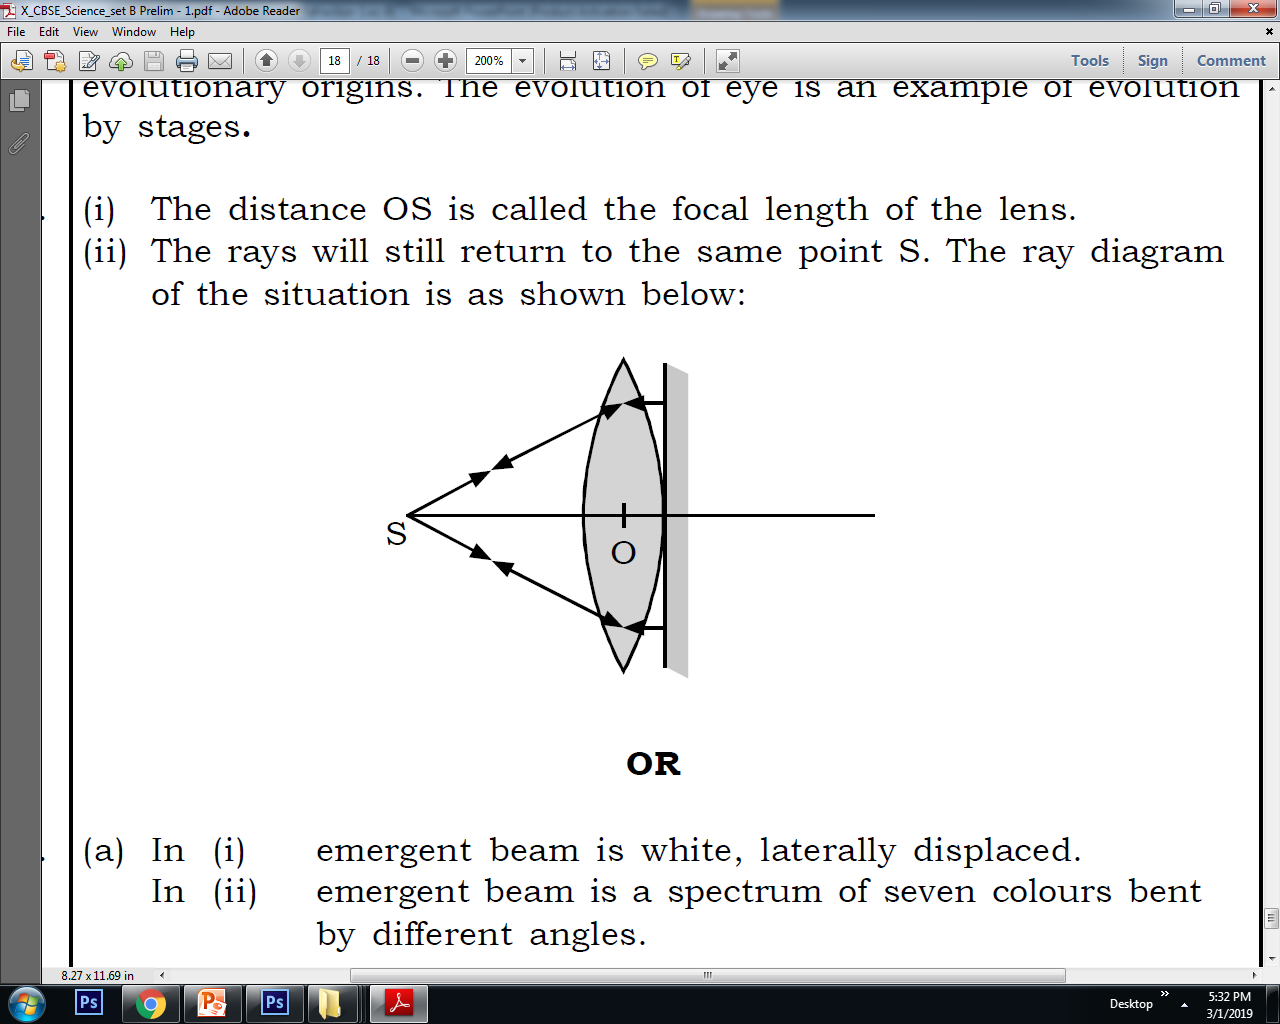 X_CBSE_Science_set B Prelim - 1.pdf - Adobe Reader
File Edit View Window Help
18 / 18 200% Tools Sign Comment
evolutionary origins. The evolution of eye is an example of evolution
by stages.
(i) The distance OS is called the focal length of the lens.
(ii) The rays will still return to the same point S. The ray diagram
of the situation is as shown below:
S
O
OR
(a) In (i) emergent beam is white, laterally displaced.
In (ii) emergent beam is a spectrum of seven colours bent
by different angles.
8.27 x 11.69 in
Ps
Ps
Desktop
5:32 PM
3/1/2019